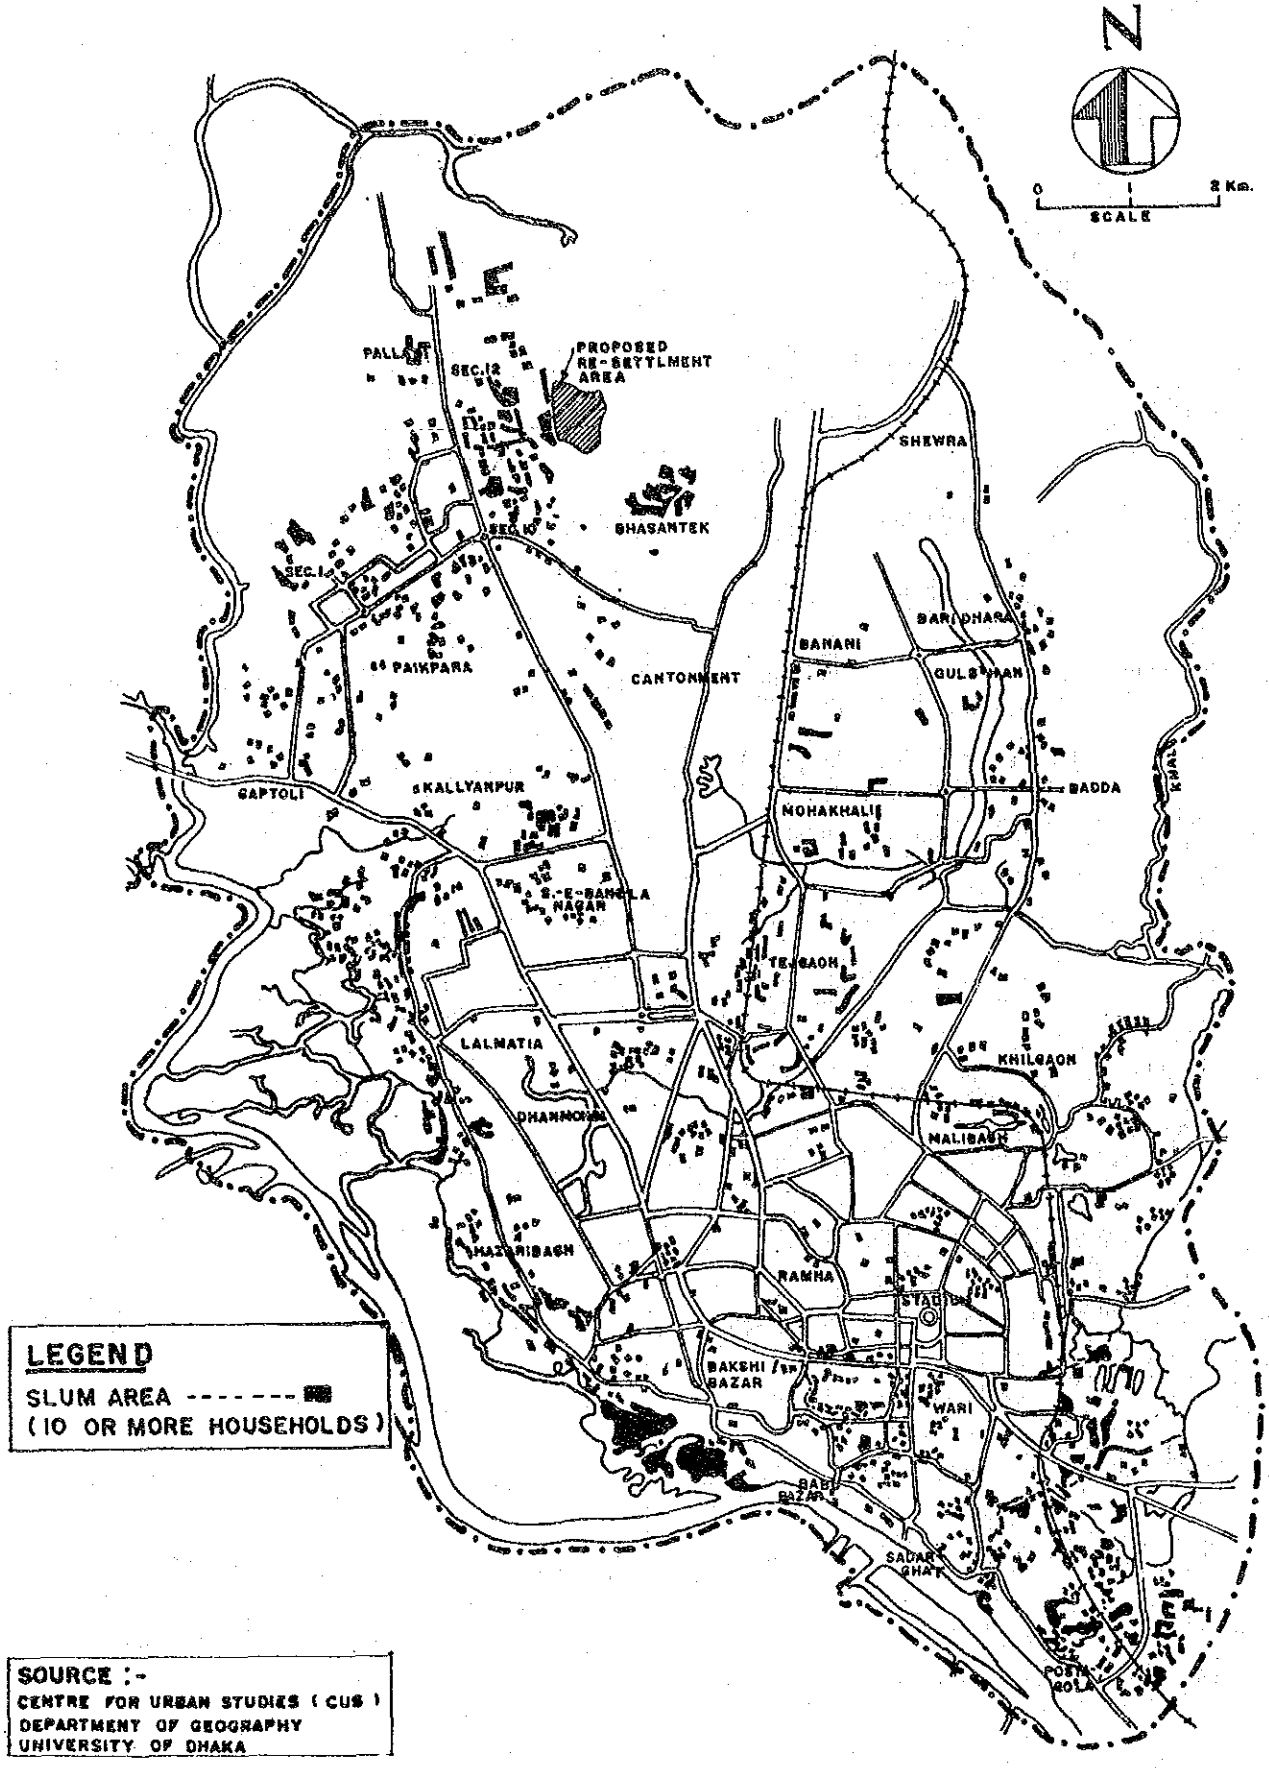 N
0 2 Km.
SCALE
PROPOSED
RE-SETTLMENT
AREA
PALLABI
SEC.12
SHEWRA
BHASANTEK
SEC.10
SEC.1
BARIDHARA
BANANI
PAIKPARA
CANTONMENT
GULSHAN
KHAL
GAPTOLI
KALLYANPUR
BADDA
MOHAKHALI
S.-E-BANGLA
NAGAR
TEJGAON
LALMATIA
KHILGAON
DHANMONDI
MALIBAGH
HAZARIBAGH
RAMNA
STADIUM
BAKSHI
BAZAR
WARI
BABU
BAZAR
SADAR
GHAT
POSTA
GOLA
LEGEND
SLUM AREA --------
(10 OR MORE HOUSEHOLDS)
SOURCE :-
CENTRE FOR URBAN STUDIES (CUS)
DEPARTMENT OF GEOGRAPHY
UNIVERSITY OF DHAKA